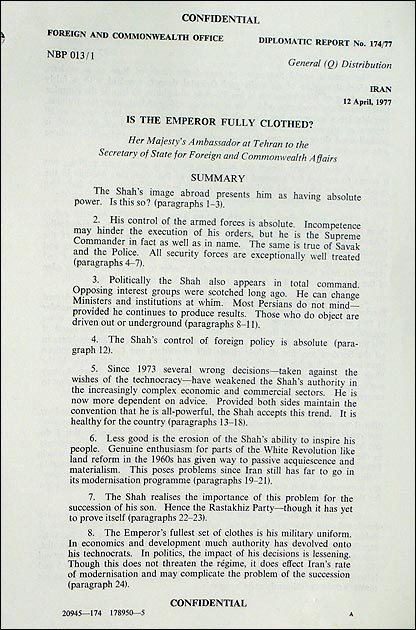 CONFIDENTIAL
FOREIGN AND COMMONWEALTH OFFICE
DIPLOMATIC REPORT No. 174/77
NBP 013/1
General (Q) Distribution
IRAN
12 April, 1977
IS THE EMPEROR FULLY CLOTHED?
Her Majesty's Ambassador at Tehran to the
Secretary of State for Foreign and Commonwealth Affairs
SUMMARY
The Shah's image abroad presents him as having absolute
power. Is this so? (paragraphs 1–3).
2. His control of the armed forces is absolute. Incompetence
may hinder the execution of his orders, but he is the Supreme
Commander in fact as well as in name. The same is true of Savak
and the Police. All security forces are exceptionally well treated
(paragraphs 4–7).
3. Politically the Shah also appears in total command.
Opposing interest groups were scotched long ago. He can change
Ministers and institutions at whim. Most Persians do not mind—
provided he continues to produce results. Those who do object are
driven out or underground (paragraphs 8–11).
4. The Shah's control of foreign policy is absolute (para-
graph 12).
5. Since 1973 several wrong decisions—taken against the
wishes of the technocracy—have weakened the Shah's authority in
the increasingly complex economic and commercial sectors. He is
now more dependent on advice. Provided both sides maintain the
convention that he is all-powerful, the Shah accepts this trend. It is
healthy for the country (paragraphs 13–18).
6. Less good is the erosion of the Shah's ability to inspire his
people. Genuine enthusiasm for parts of the White Revolution like
land reform in the 1960s has given way to passive acquiescence and
materialism. This poses problems since Iran still has far to go in
its modernisation programme (paragraphs 19–21).
7. The Shah realises the importance of this problem for the
succession of his son. Hence the Rastakhiz Party—though it has yet
to prove itself (paragraphs 22–23).
8. The Emperor's fullest set of clothes is his military uniform.
In economics and development much authority has devolved onto
his technocrats. In politics, the impact of his decisions is lessening.
Though this does not threaten the régime, it does effect Iran's rate
of modernisation and may complicate the problem of the succession
(paragraph 24).
CONFIDENTIAL
20945—174 178950—5
A